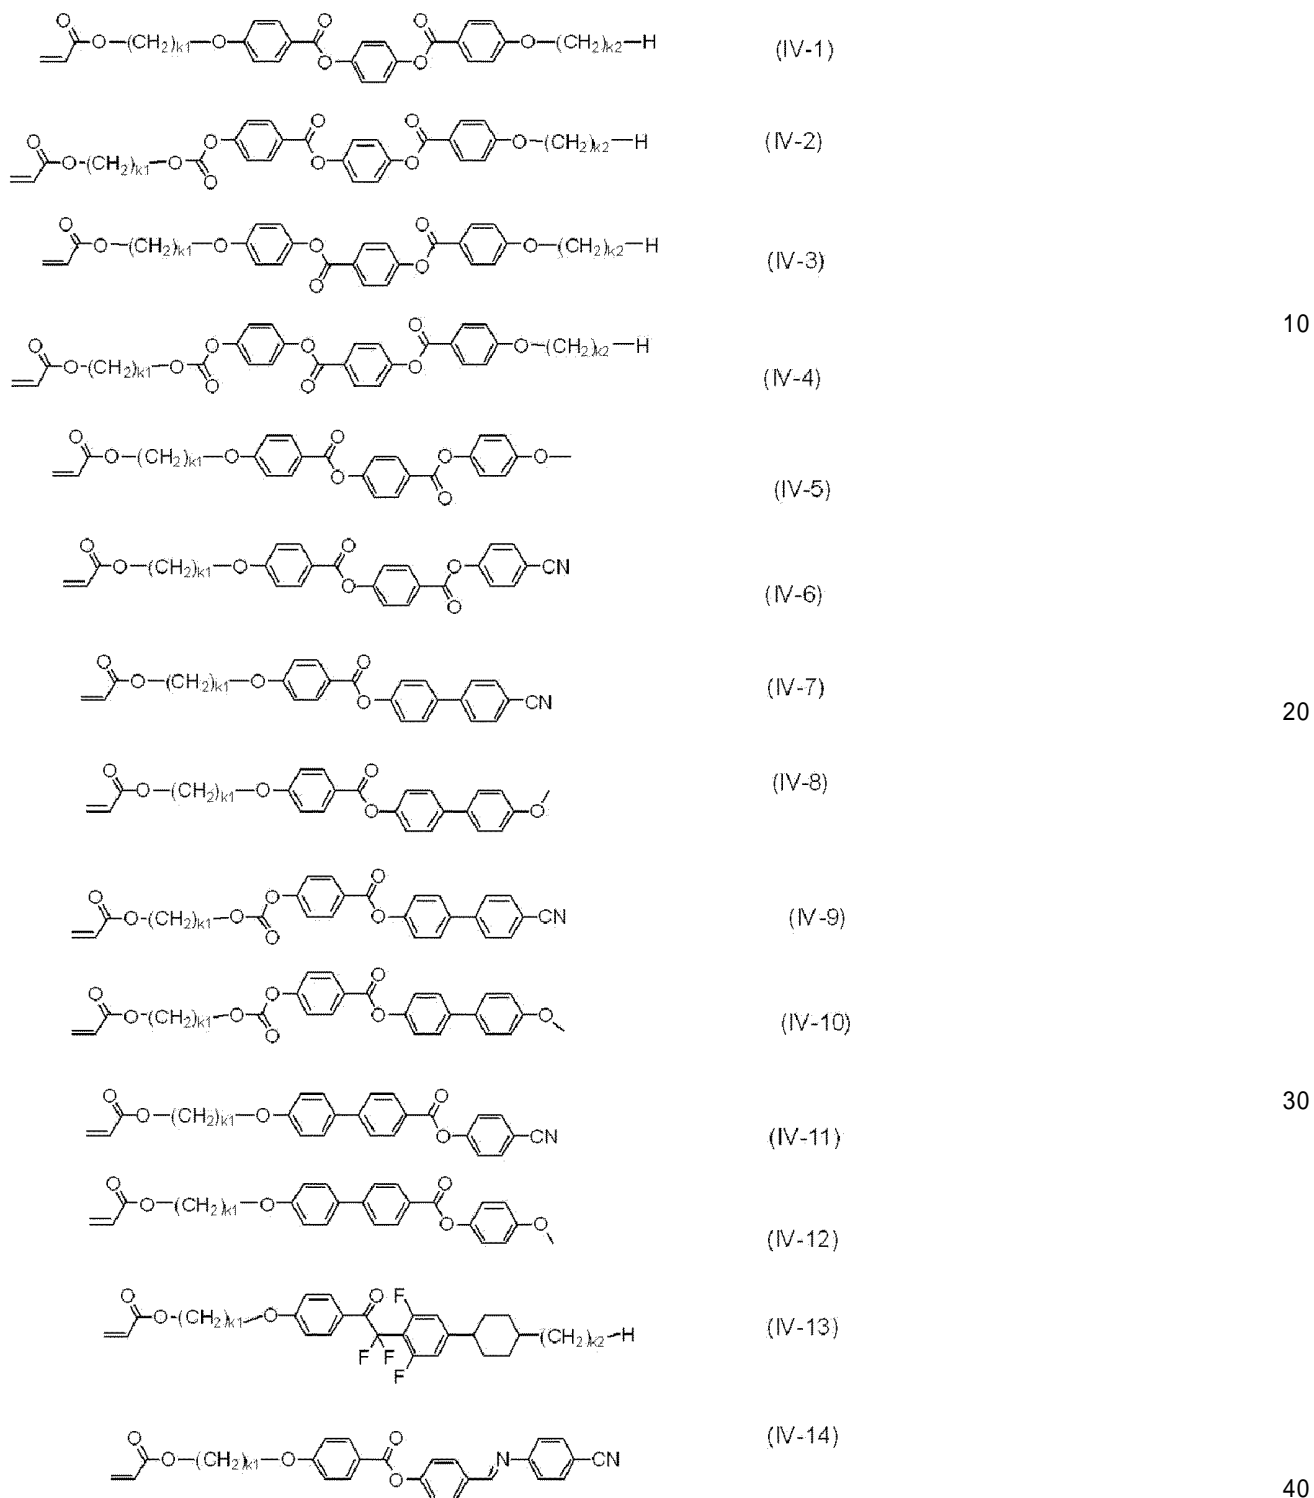 O O O
O-(CH2)k1-O O-(CH2)k2-H (IV-1)
O O
O O O O-(CH2)k2-H (IV-2)
O O-(CH2)k1-O O O O
O O O
O-(CH2)k1-O O O-(CH2)k2-H (IV-3)
O O
10
O O O O O-(CH2)k2-H
O-(CH2)k1-O O O O (IV-4)
O O
O-(CH2)k1-O O O-
O O (IV-5)
O O
O-(CH2)k1-O O CN
O O (IV-6)
O O
O-(CH2)k1-O (IV-7)
O CN
20
O O (IV-8)
O-(CH2)k1-O
O O
O O O
O-(CH2)k1-O O CN (IV-9)
O
O O O
O-(CH2)k1-O O O (IV-10)
O
30
O O
O-(CH2)k1-O
O CN (IV-11)
O O
O-(CH2)k1-O
O O (IV-12)
O O F
O-(CH2)k1-O (CH2)k2-H (IV-13)
F F
F
O O (IV-14)
O-(CH2)k1-O N CN
O
40